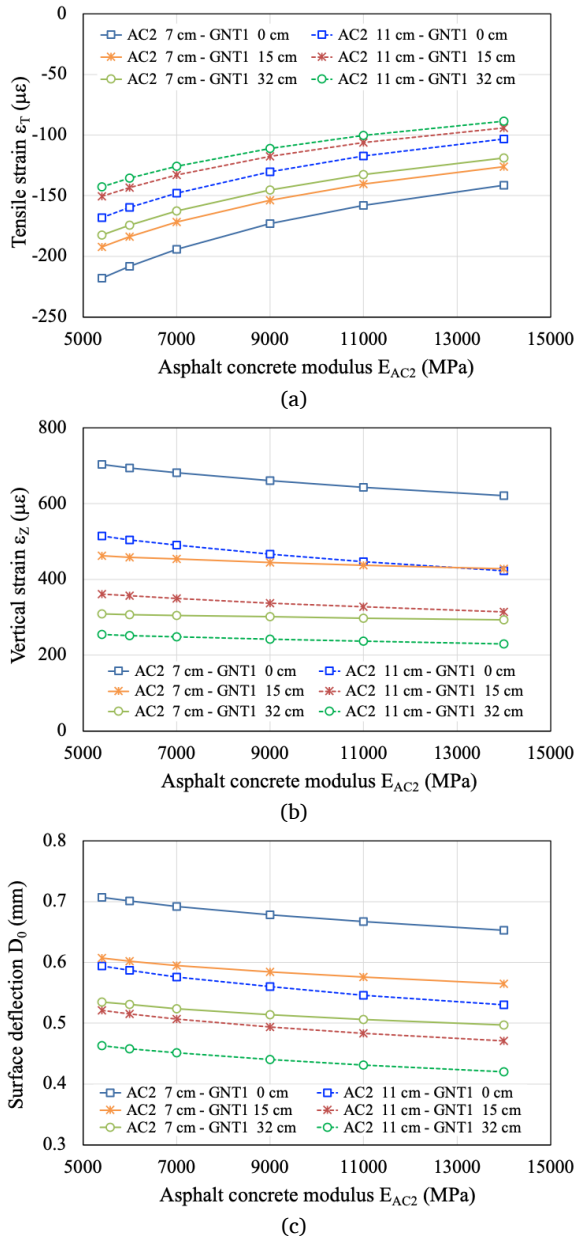 0
-50
-100
-150
-200
-250
Tensile strain εT (με)
AC2 7 cm - GNT1 0 cm
AC2 11 cm - GNT1 0 cm
AC2 7 cm - GNT1 15 cm
AC2 11 cm - GNT1 15 cm
AC2 7 cm - GNT1 32 cm
AC2 11 cm - GNT1 32 cm
5000 7000 9000 11000 13000 15000
Asphalt concrete modulus EAC2 (MPa)
(a)
800
600
400
200
0
Vertical strain εZ (με)
AC2 7 cm - GNT1 0 cm
AC2 11 cm - GNT1 0 cm
AC2 7 cm - GNT1 15 cm
AC2 11 cm - GNT1 15 cm
AC2 7 cm - GNT1 32 cm
AC2 11 cm - GNT1 32 cm
5000 7000 9000 11000 13000 15000
Asphalt concrete modulus EAC2 (MPa)
(b)
0.8
0.7
0.6
0.5
0.4
0.3
Surface deflection D0 (mm)
AC2 7 cm - GNT1 0 cm
AC2 11 cm - GNT1 0 cm
AC2 7 cm - GNT1 15 cm
AC2 11 cm - GNT1 15 cm
AC2 7 cm - GNT1 32 cm
AC2 11 cm - GNT1 32 cm
5000 7000 9000 11000 13000 15000
Asphalt concrete modulus EAC2 (MPa)
(c)